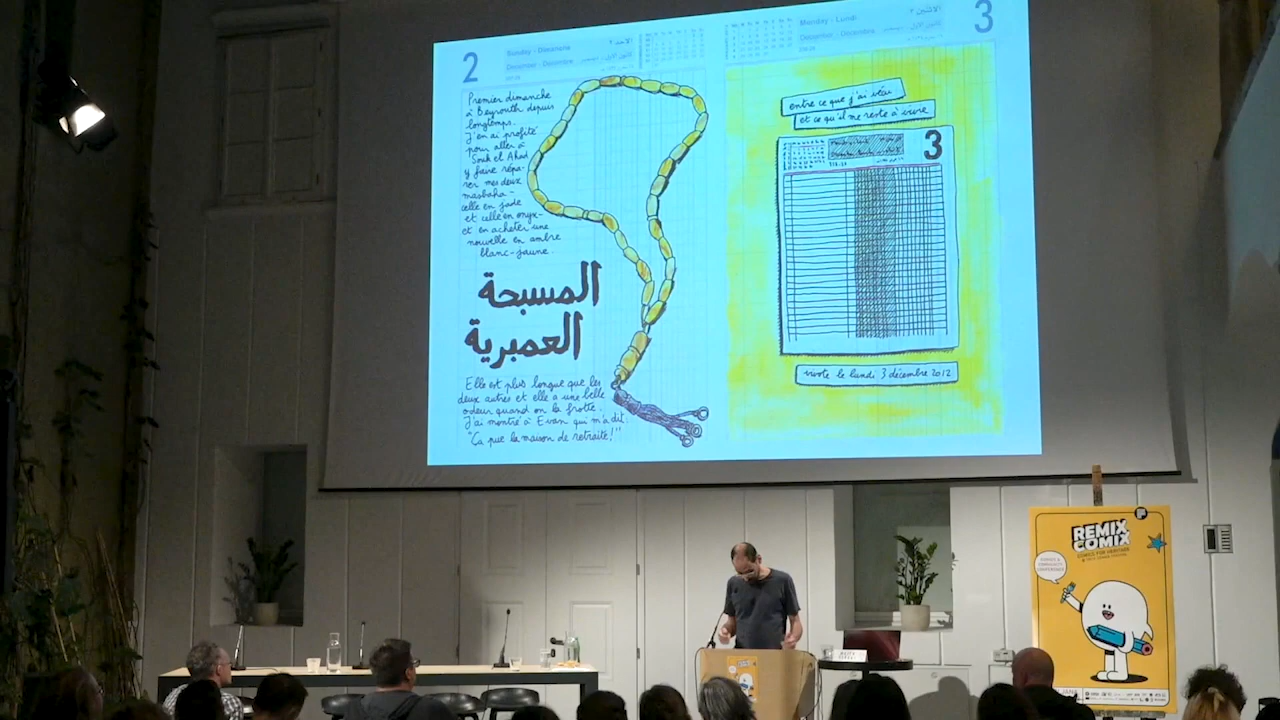 2
Sunday - Dimanche
December - Décembre
Premier dimanche
à Beyrouth depuis
longtemps.
J'en ai profité
pour aller à
Souk el Ahad
y faire répa-
rer mes deux
masbaha -
celle en jade
et celle en onyx -
et en acheter une
nouvelle en ambre
blanc-jaune.
المسبحة
العمبرية
Elle est plus longue que les
deux autres et elle a une belle
odeur quand on la frotte.
J'ai montré à Evan qui m'a dit:
"Ça pue la maison de retraite!"
Monday - Lundi
December - Décembre
3
entre ce que j'ai vécu
et ce qu'il me reste à vivre
3
invité le lundi 3 décembre 2012
REMIX
COMIX